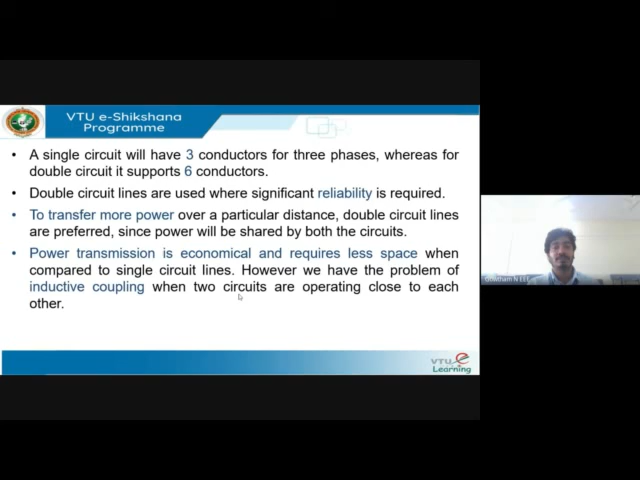 VTU e-Shikshana
Programme
• A single circuit will have 3 conductors for three phases, whereas for
double circuit it supports 6 conductors.
• Double circuit lines are used where significant reliability is required.
• To transfer more power over a particular distance, double circuit lines
are preferred, since power will be shared by both the circuits.
• Power transmission is economical and requires less space when
compared to single circuit lines. However we have the problem of
inductive coupling when two circuits are operating close to each
other.
Gowtham N EEE
VTU e
Learning